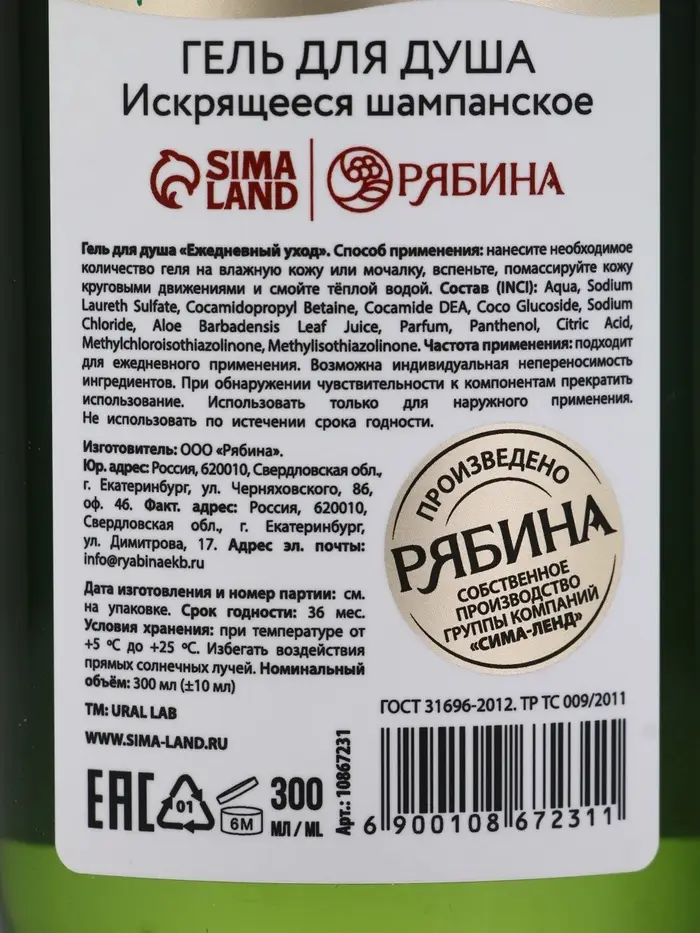 ГЕЛЬ ДЛЯ ДУША
Искрящееся шампанское
SIMA LAND РЯБИНА
Гель для душа «Ежедневный уход». Способ применения: нанесите необходимое
количество геля на влажную кожу или мочалку, вспеньте, помассируйте кожу
круговыми движениями и смойте тёплой водой. Состав (INCI): Aqua, Sodium
Laureth Sulfate, Cocamidopropyl Betaine, Cocamide DEA, Coco Glucoside, Sodium
Chloride, Aloe Barbadensis Leaf Juice, Parfum, Panthenol, Citric Acid,
Methylchloroisothiazolinone, Methylisothiazolinone. Частота применения: подходит
для ежедневного применения. Возможна индивидуальная непереносимость
ингредиентов. При обнаружении чувствительности к компонентам прекратить
использование. Использовать только для наружного применения.
Не использовать по истечении срока годности.
Изготовитель: ООО «Рябина».
Юр. адрес: Россия, 620010, Свердловская обл.,
г. Екатеринбург, ул. Черняховского, 86,
оф. 46. Факт. адрес: Россия, 620010,
Свердловская обл., г. Екатеринбург,
ул. Димитрова, 17. Адрес эл. почты:
info@ryabinaekb.ru
Дата изготовления и номер партии: см.
на упаковке. Срок годности: 36 мес.
Условия хранения: при температуре от
+5 ºС до +25 ºС. Избегать воздействия
прямых солнечных лучей. Номинальный
объём: 300 мл (±10 мл)
TM: URAL LAB
WWW.SIMA-LAND.RU
ПРОИЗВЕДЕНО
РЯБИНА
СОБСТВЕННОЕ
ПРОИЗВОДСТВО
ГРУППЫ КОМПАНИЙ
«СИМА-ЛЕНД»
ГОСТ 31696-2012. ТР ТС 009/2011
EAC
01
6M
300
МЛ / ML
Арт.: 10867231
6 900108 672311